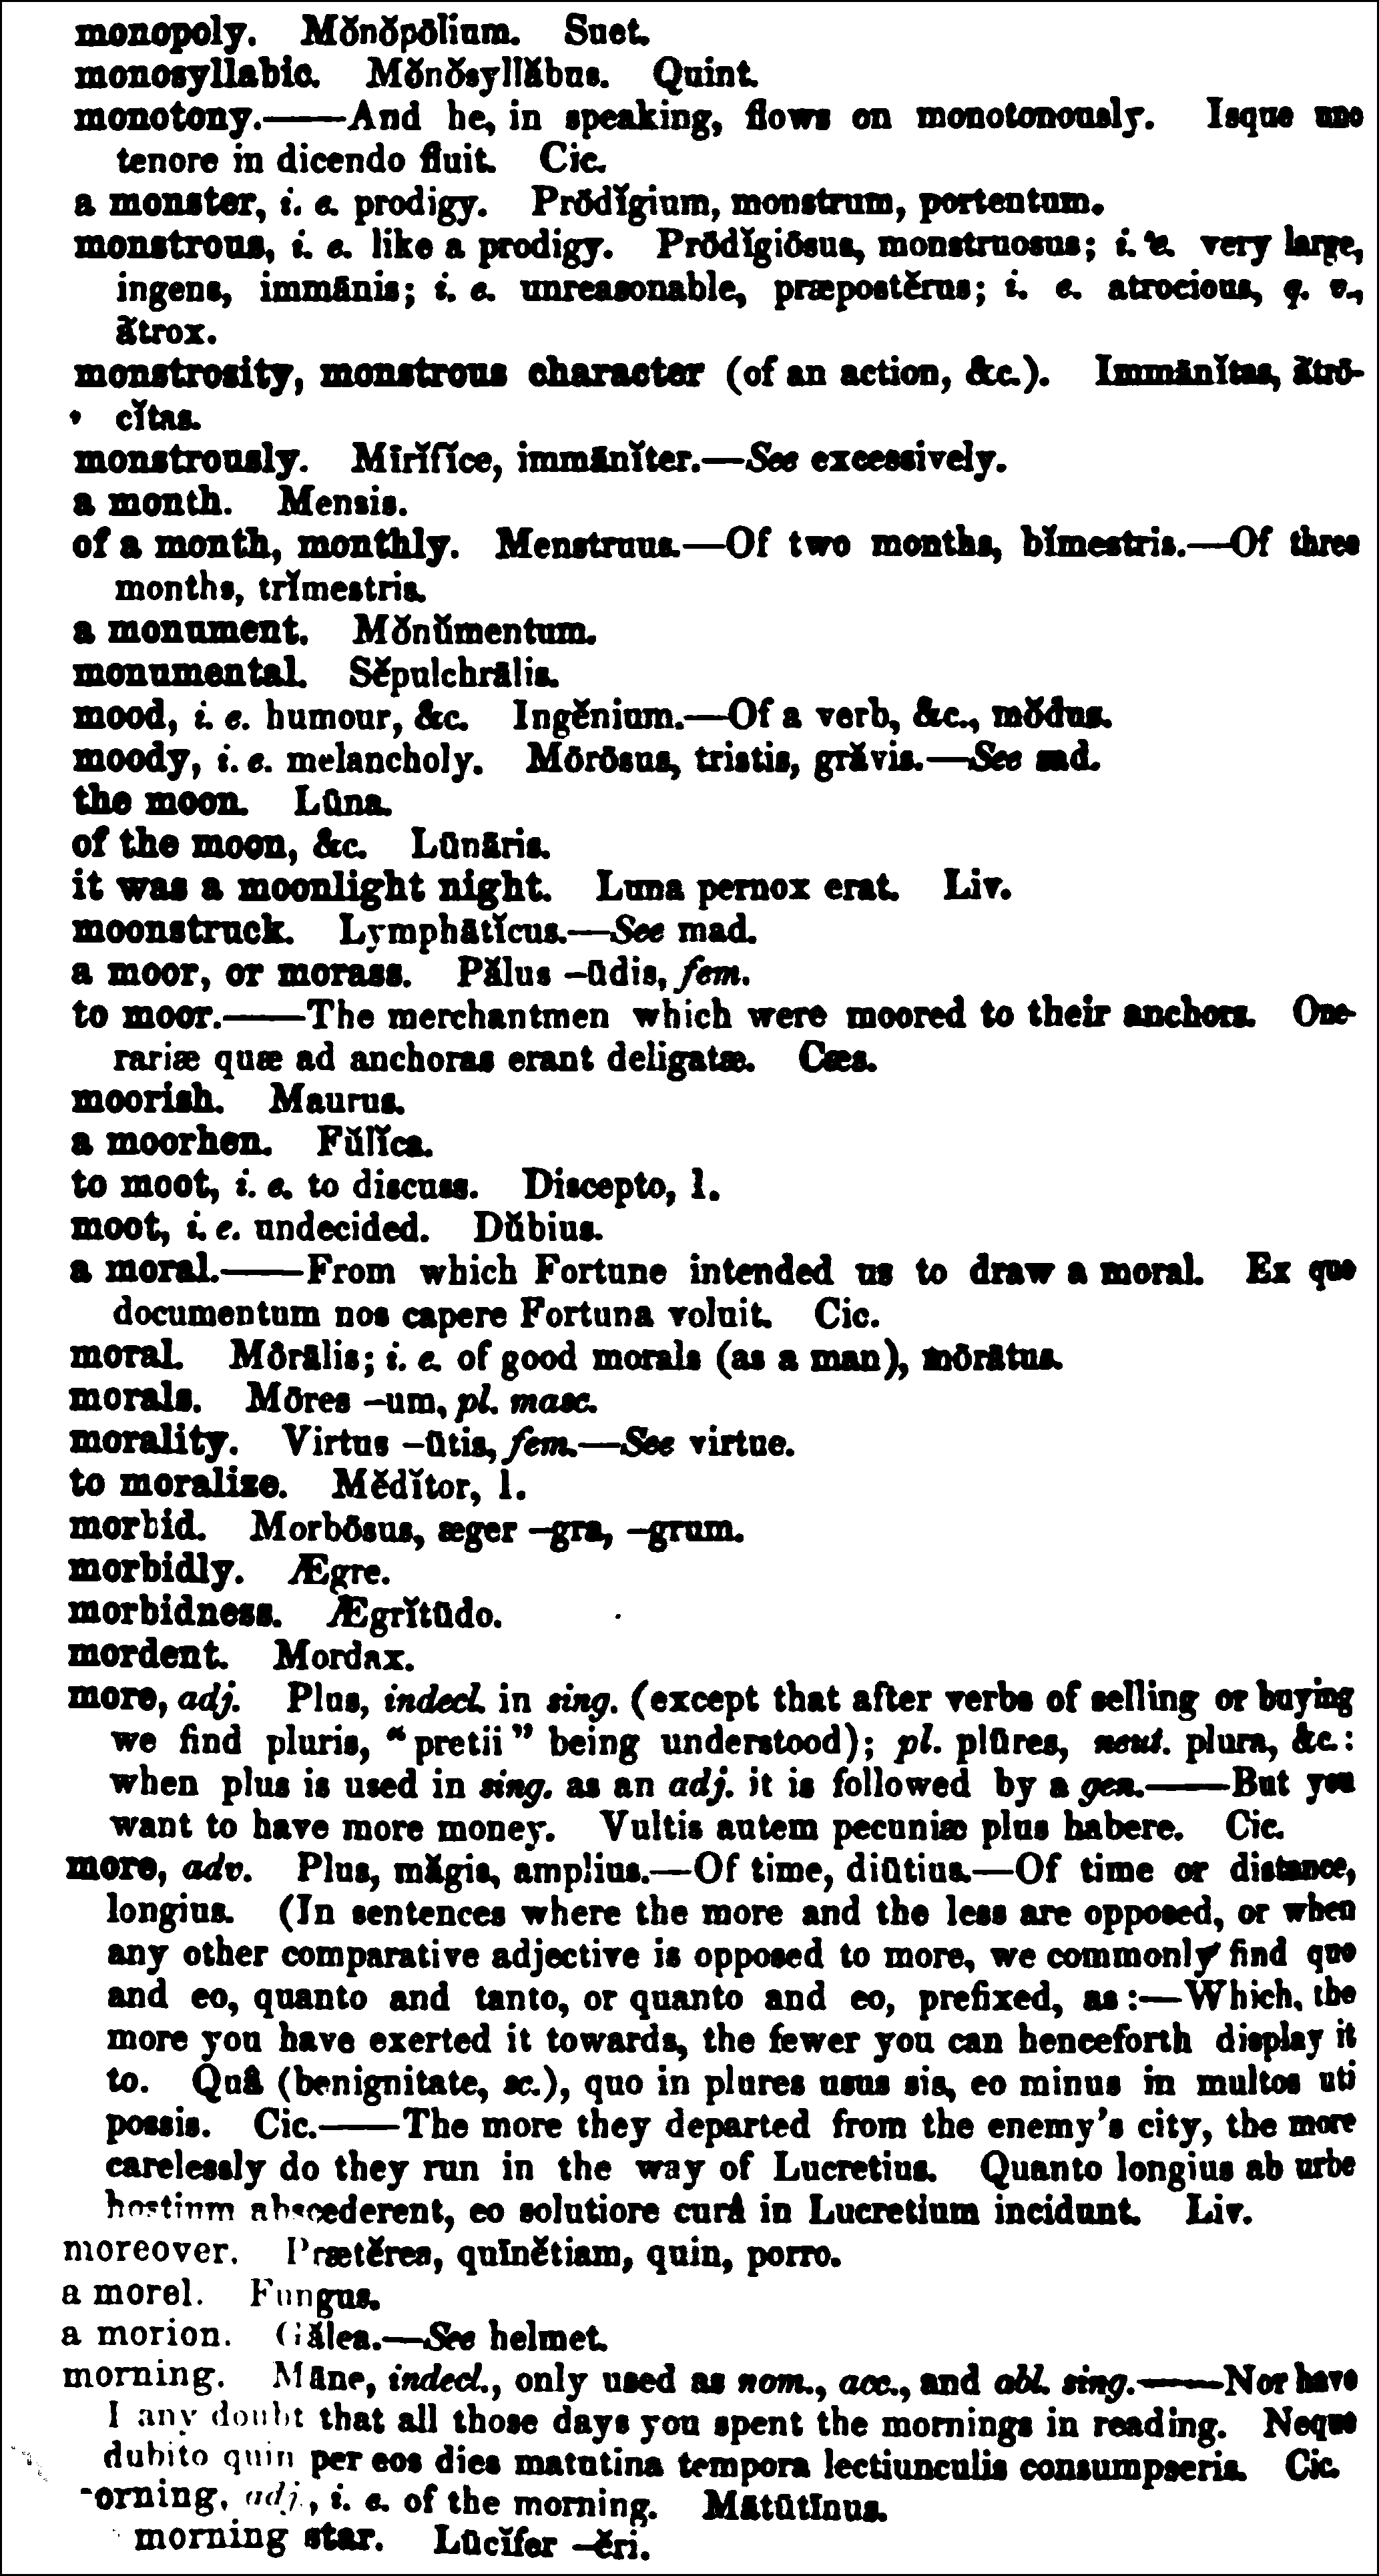 monopoly. Mŏnŏpōlium. Suet.
monosyllabic. Mŏnŏsyllăbus. Quint.
monotony.——And he, in speaking, flows on monotonously. Isque uno
tenore in dicendo fluit. Cic.
a monster, i. e. prodigy. Prōdĭgium, monstrum, portentum.
monstrous, i. e. like a prodigy. Prōdĭgiōsus, monstruosus; i. e. very large,
ingens, immānis; i. e. unreasonable, præpostĕrus; i. e. atrocious, q. v.,
ătrox.
monstrosity, monstrous character (of an action, &c.). Immānĭtas, ătrō-
cĭtas.
monstrously. Mīrĭfĭce, immānĭter.—See excessively.
a month. Mensis.
of a month, monthly. Menstruus.—Of two months, bĭmestris.—Of three
months, trĭmestris.
a monument. Mŏnŭmentum.
monumental. Sĕpulchrālis.
mood, i. e. humour, &c. Ingĕnium.—Of a verb, &c., mŏdus.
moody, i. e. melancholy. Mōrōsus, tristis, grăvis.—See sad.
the moon. Lūna.
of the moon, &c. Lūnāris.
it was a moonlight night. Luna pernox erat. Liv.
moonstruck. Lymphātĭcus.—See mad.
a moor, or morass. Pălus –ūdis, fem.
to moor.——The merchantmen which were moored to their anchors. One-
rariæ quæ ad anchoras erant deligatæ. Cæs.
moorish. Maurus.
a moorhen. Fŭlĭca.
to moot, i. e. to discuss. Discepto, 1.
moot, i. e. undecided. Dŭbius.
a moral.——From which Fortune intended us to draw a moral. Ex quo
documentum nos capere Fortuna voluit. Cic.
moral. Mōrālis; i. e. of good morals (as a man), mōrātus.
morals. Mōres –um, pl. masc.
morality. Virtus –ūtis, fem.—See virtue.
to moralize. Mĕdĭtor, 1.
morbid. Morbōsus, æger –gra, –grum.
morbidly. Ægre.
morbidness. Ægrĭtūdo.
mordent. Mordax.
more, adj. Plus, indecl. in sing. (except that after verbs of selling or buying
we find pluris, “pretii” being understood); pl. plūres, neut. plura, &c.:
when plus is used in sing. as an adj. it is followed by a gen.——But you
want to have more money. Vultis autem pecuniæ plus habere. Cic.
more, adv. Plus, măgis, amplius.—Of time, diūtius.—Of time or distance,
longius. (In sentences where the more and the less are opposed, or when
any other comparative adjective is opposed to more, we commonly find quo
and eo, quanto and tanto, or quanto and eo, prefixed, as:—Which, the
more you have exerted it towards, the fewer you can henceforth display it
to. Quâ (benignitate, sc.), quo in plures usus sis, eo minus in multos uti
possis. Cic.——The more they departed from the enemy’s city, the more
carelessly do they run in the way of Lucretius. Quanto longius ab urbe
hostium abscederent, eo solutiore curâ in Lucretium incidunt. Liv.
moreover. Prætĕrea, quīnĕtiam, quin, porro.
a morel. Fungus.
a morion. Gălea.—See helmet.
morning. Māne, indecl., only used as nom., acc., and abl. sing.——Nor have
I any doubt that all those days you spent the mornings in reading. Neque
dubito quin per eos dies matutina tempora lectiunculis consumpseris. Cic.
orning, adj., i. e. of the morning. Mātūtīnus.
morning star. Lūcĭfer –ĕri.